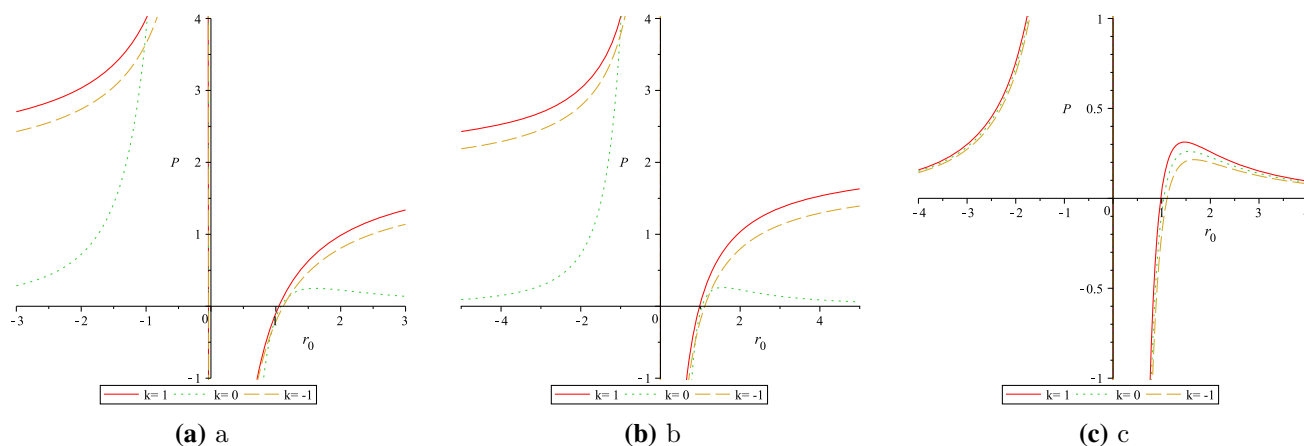 4
3
P
2
1
-3 -2 -1 0 1 2 3
r0
-1
k= 1 k= 0 k= -1
(a) a
4
3
P
2
1
-4 -2 0 2 4
r0
-1
k= 1 k= 0 k= -1
(b) b
1
P 0.5
-4 -3 -2 -1 0 1 2 3 4
r0
-0.5
-1
k= 1 k= 0 k= -1
(c) c